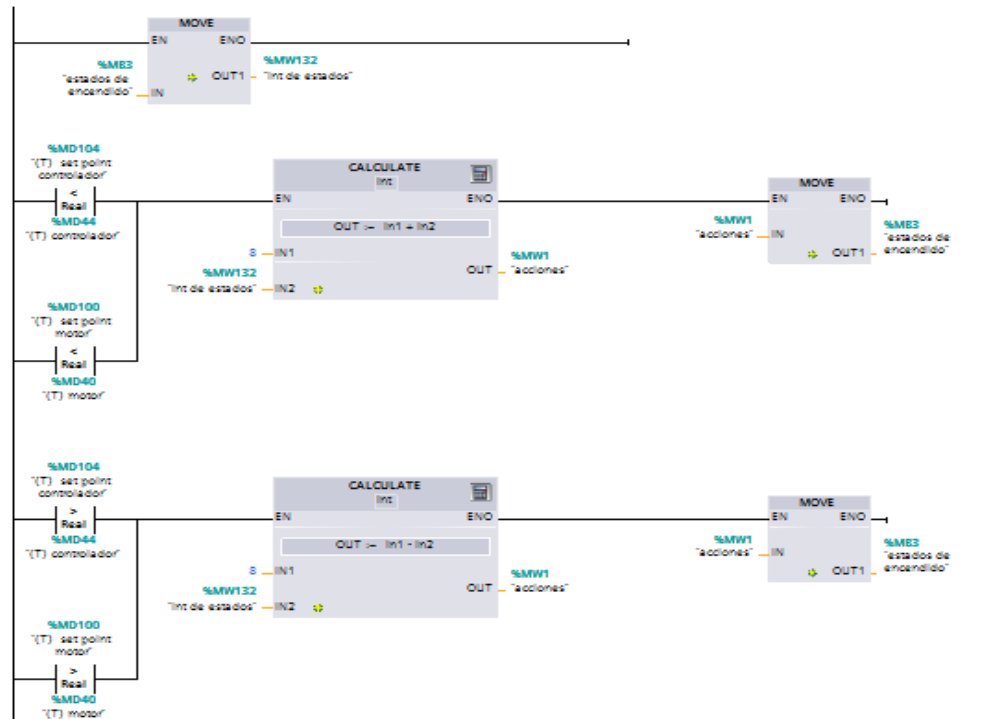 MOVE
EN ENO
%MB3
"estados de
encendido"
IN
OUT1
%MW132
"Int de estados"
%MD104
"(T) set point
controlador"
<
Real
%MD44
"(T) controlador"
CALCULATE
Int
EN ENO
OUT := In1 + In2
8 IN1
%MW132
"Int de estados" IN2
OUT
%MW1
"acciones"
MOVE
EN ENO
%MW1
"acciones" IN
OUT1
%MB3
"estados de
encendido"
%MD100
"(T) set point
motor"
<
Real
%MD40
"(T) motor"
%MD104
"(T) set point
controlador"
>
Real
%MD44
"(T) controlador"
CALCULATE
Int
EN ENO
OUT := In1 - In2
8 IN1
%MW132
"Int de estados" IN2
OUT
%MW1
"acciones"
MOVE
EN ENO
%MW1
"acciones" IN
OUT1
%MB3
"estados de
encendido"
%MD100
"(T) set point
motor"
>
Real
%MD40
"(T) motor"